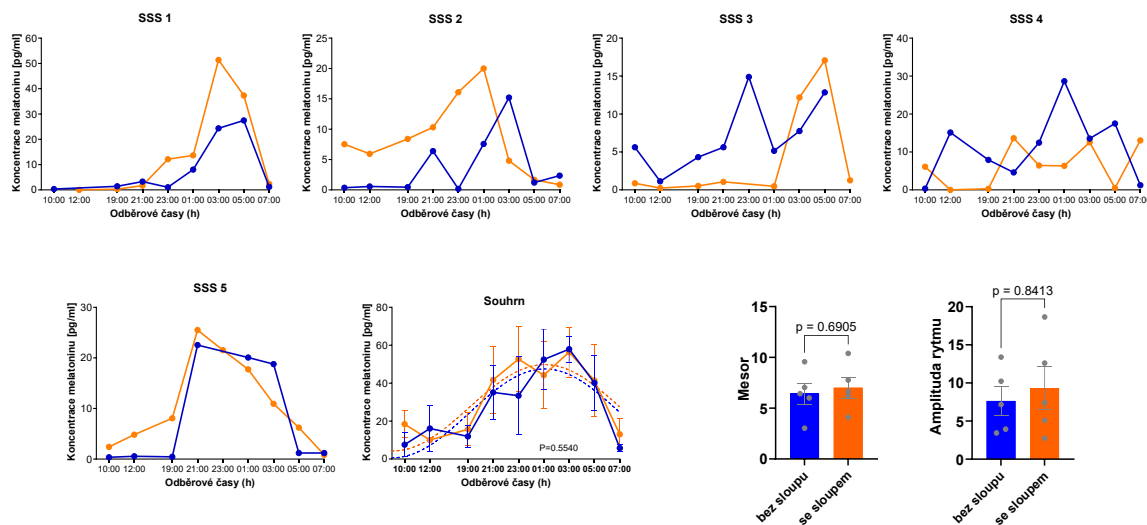 SSS 1
Koncentrace melatoninu [pg/ml]
60
50
40
30
20
10
0
10:00 12:00 19:00 21:00 23:00 01:00 03:00 05:00 07:00
Odběrové časy (h)
SSS 2
Koncentrace melatoninu [pg/ml]
25
20
15
10
5
0
10:00 12:00 19:00 21:00 23:00 01:00 03:00 05:00 07:00
Odběrové časy (h)
SSS 3
Koncentrace melatoninu [pg/ml]
25
20
15
10
5
0
10:00 12:00 19:00 21:00 23:00 01:00 03:00 05:00 07:00
Odběrové časy (h)
SSS 4
Koncentrace melatoninu [pg/ml]
40
30
20
10
0
10:00 12:00 19:00 21:00 23:00 01:00 03:00 05:00 07:00
Odběrové časy (h)
SSS 5
Koncentrace melatoninu [pg/ml]
30
20
10
0
10:00 12:00 19:00 21:00 23:00 01:00 03:00 05:00 07:00
Odběrové časy (h)
Souhrn
Koncentrace melatoninu [pg/ml]
80
60
40
20
0
P=0.5540
10:00 12:00 19:00 21:00 23:00 01:00 03:00 05:00 07:00
Odběrové časy (h)
Mesor
15
10
5
0
p = 0.6905
bez sloupu
se sloupem
Ampliuda rytmu
20
15
10
5
0
p = 0.8413
bez sloupu
se sloupem